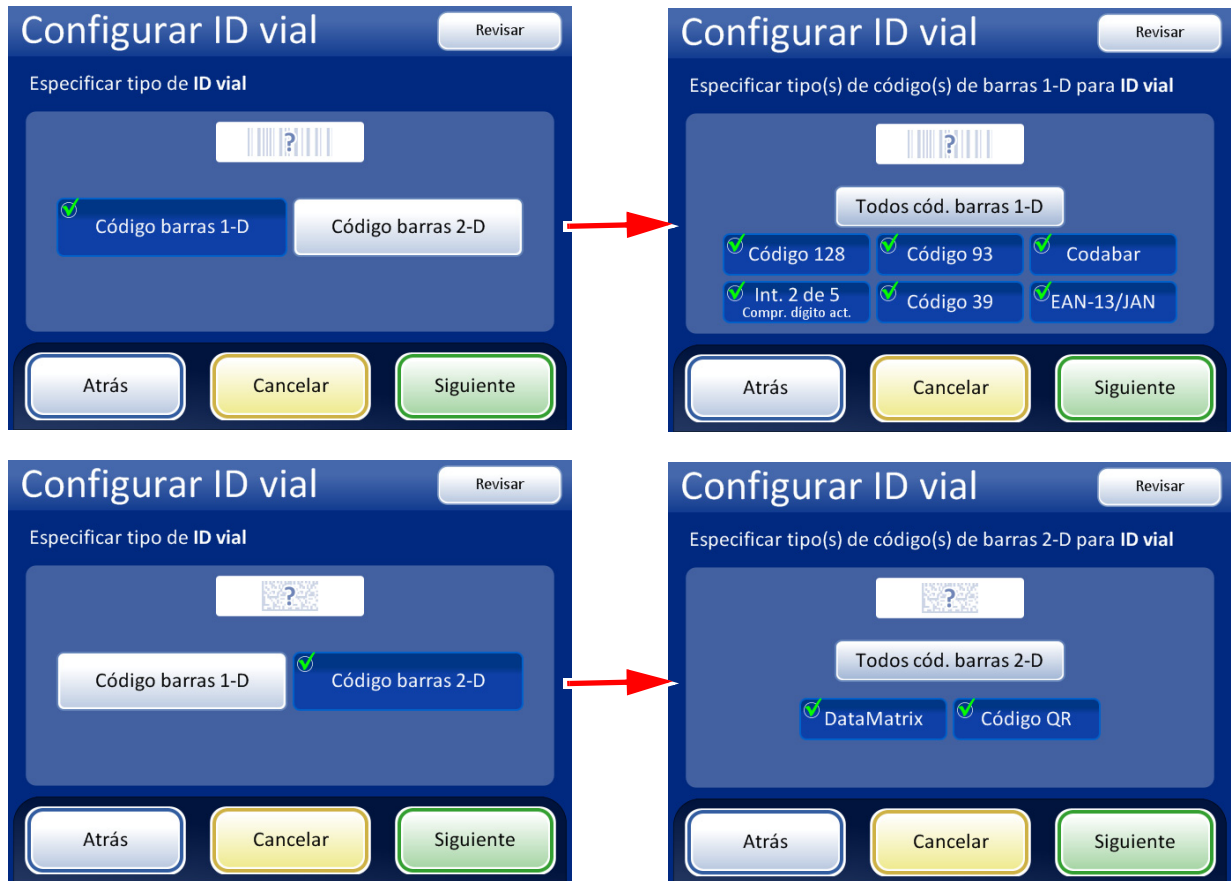 Configurar ID vial
Revisar
Especificar tipo de ID vial
?
Código barras 1-D
Código barras 2-D
Atrás
Cancelar
Siguiente
Configurar ID vial
Revisar
Especificar tipo(s) de código(s) de barras 1-D para ID vial
?
Todos cód. barras 1-D
Código 128
Código 93
Codabar
Int. 2 de 5
Compr. dígito act.
Código 39
EAN-13/JAN
Atrás
Cancelar
Siguiente
Configurar ID vial
Revisar
Especificar tipo de ID vial
?
Código barras 1-D
Código barras 2-D
Atrás
Cancelar
Siguiente
Configurar ID vial
Revisar
Especificar tipo(s) de código(s) de barras 2-D para ID vial
?
Todos cód. barras 2-D
DataMatrix
Código QR
Atrás
Cancelar
Siguiente